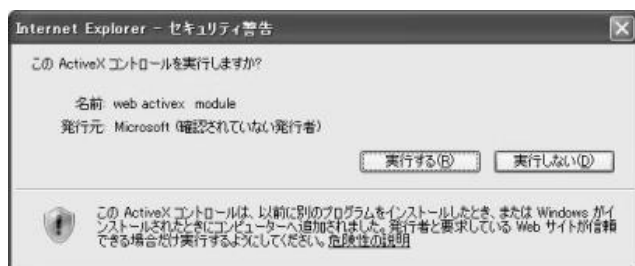 Internet Explorer - セキュリティ警告
この ActiveX コントロールを実行しますか?
名前: web activex module
発行元: Microsoft (確認されていない発行者)
実行する(R) 実行しない(D)
この ActiveX コントロールは、以前に別のプログラムをインストールしたとき、または Windows がイ
ンストールされたときにコンピューターへ追加されました。発行者と要求している Web サイトが信頼
できる場合だけ実行するようにしてください。危険性の説明